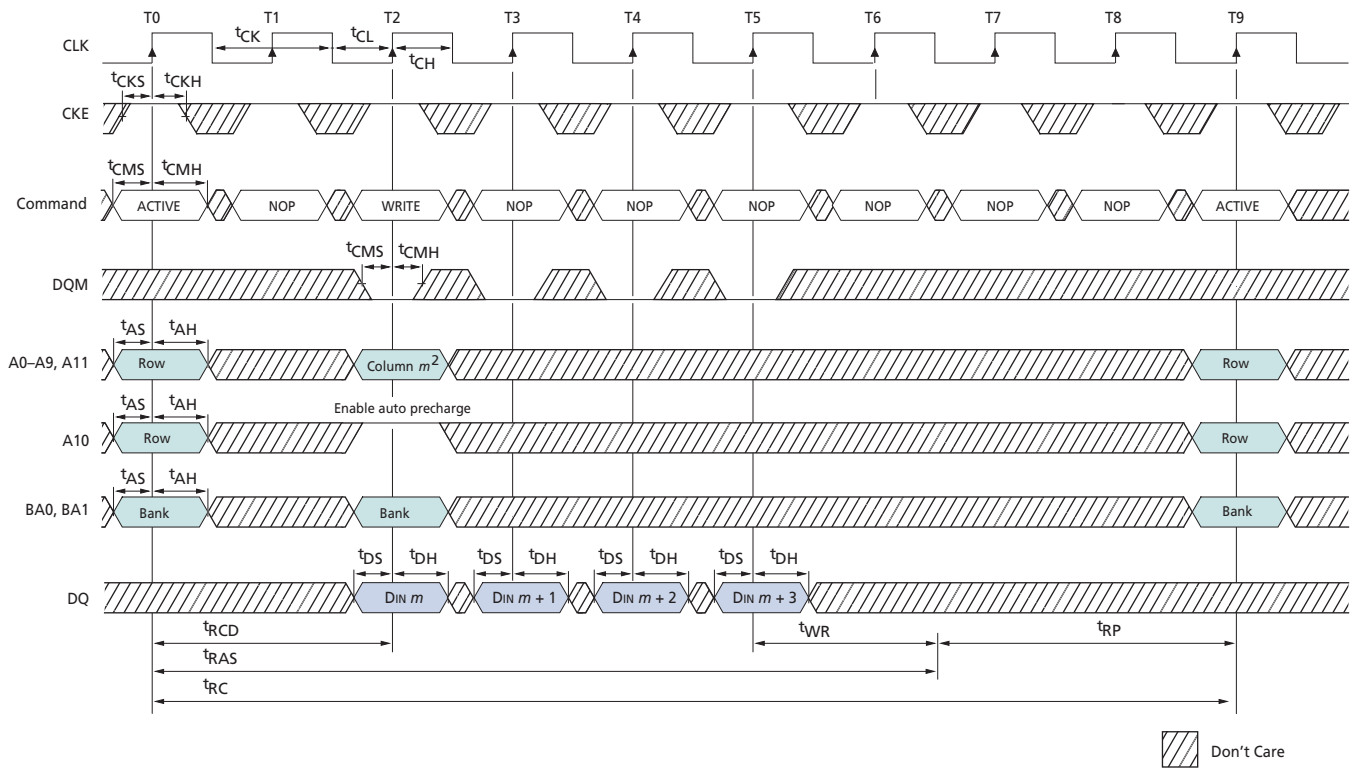 T0 T1 T2 T3 T4 T5 T6 T7 T8 T9
CLK
tCK tCL tCH
tCKS tCKH
CKE
tCMS tCMH
Command ACTIVE NOP WRITE NOP NOP NOP NOP NOP NOP ACTIVE
tCMS tCMH
DQM
tAS tAH
A0–A9, A11 Row Column m2 Row
tAS tAH Enable auto precharge
A10 Row Row
tAS tAH
BA0, BA1 Bank Bank Bank
tDS tDH tDS tDH tDS tDH tDS tDH
DQ DIN m DIN m + 1 DIN m + 2 DIN m + 3
tRCD tWR tRP
tRAS
tRC
Don't Care